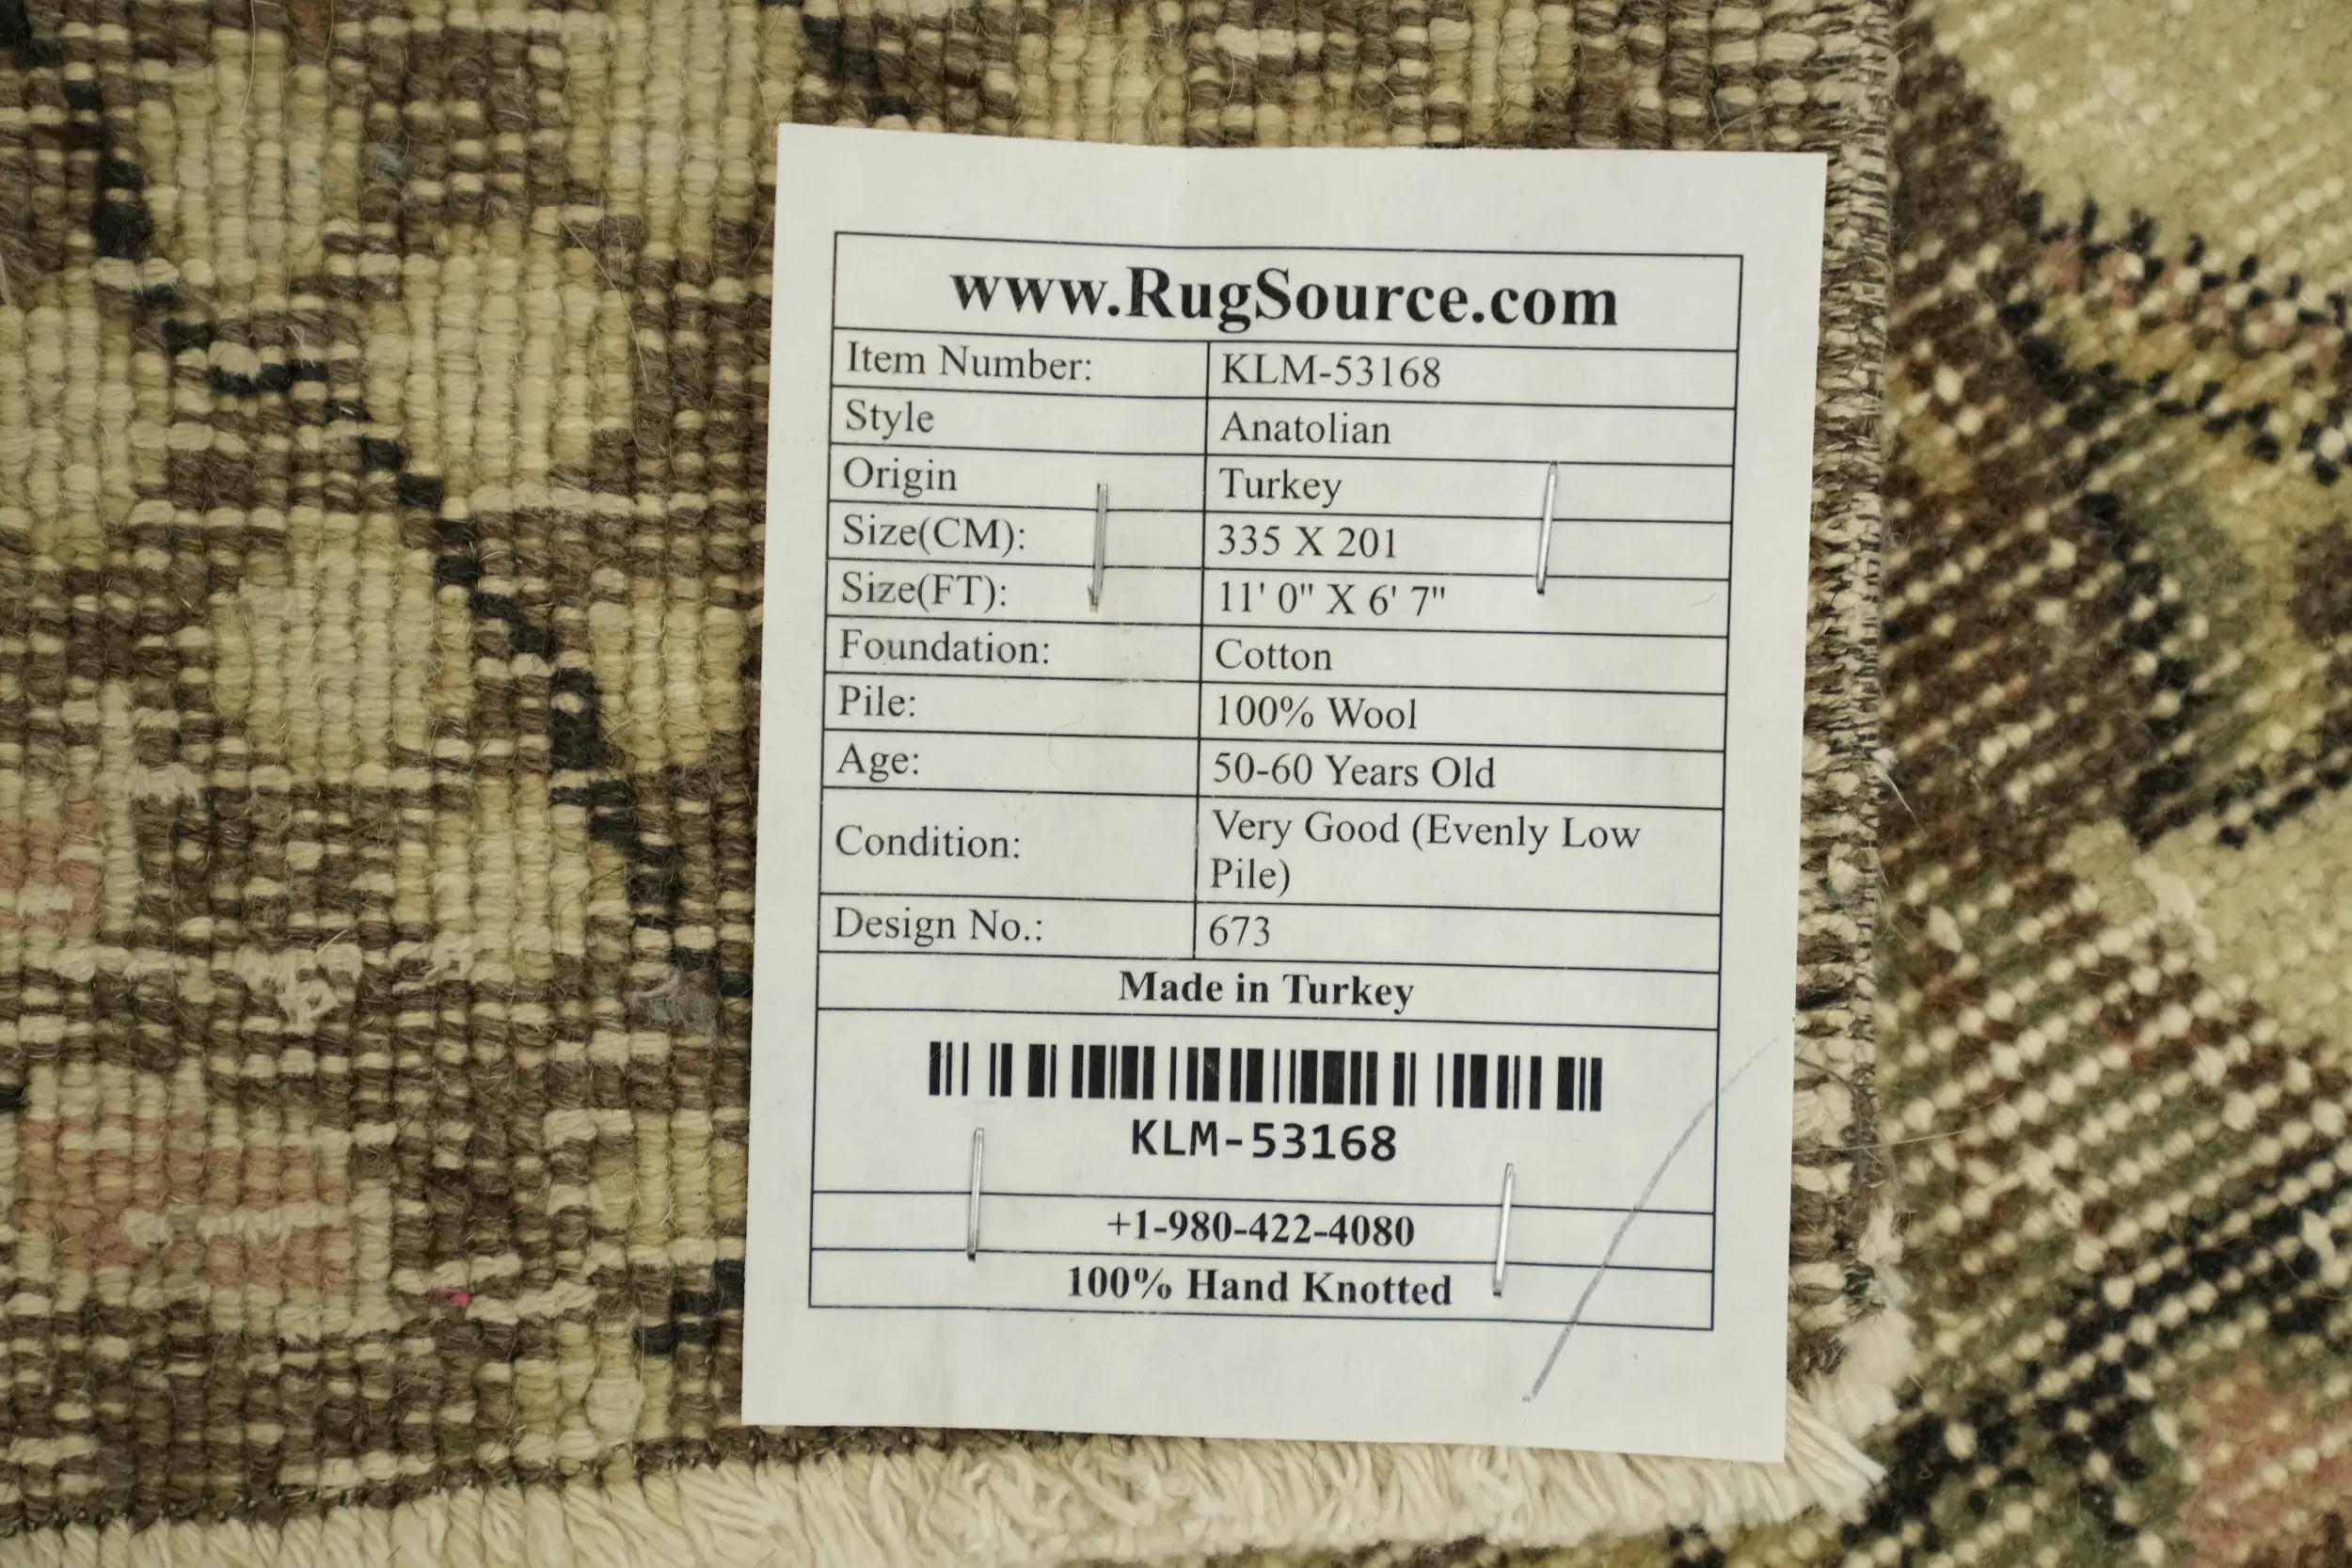 www.RugSource.com
Item Number: KLM-53168
Style Anatolian
Origin Turkey
Size(CM): 335 X 201
Size(FT): 11' 0" X 6' 7"
Foundation: Cotton
Pile: 100% Wool
Age: 50-60 Years Old
Condition: Very Good (Evenly Low
Pile)
Design No.: 673
Made in Turkey
KLM-53168
+1-980-422-4080
100% Hand Knotted